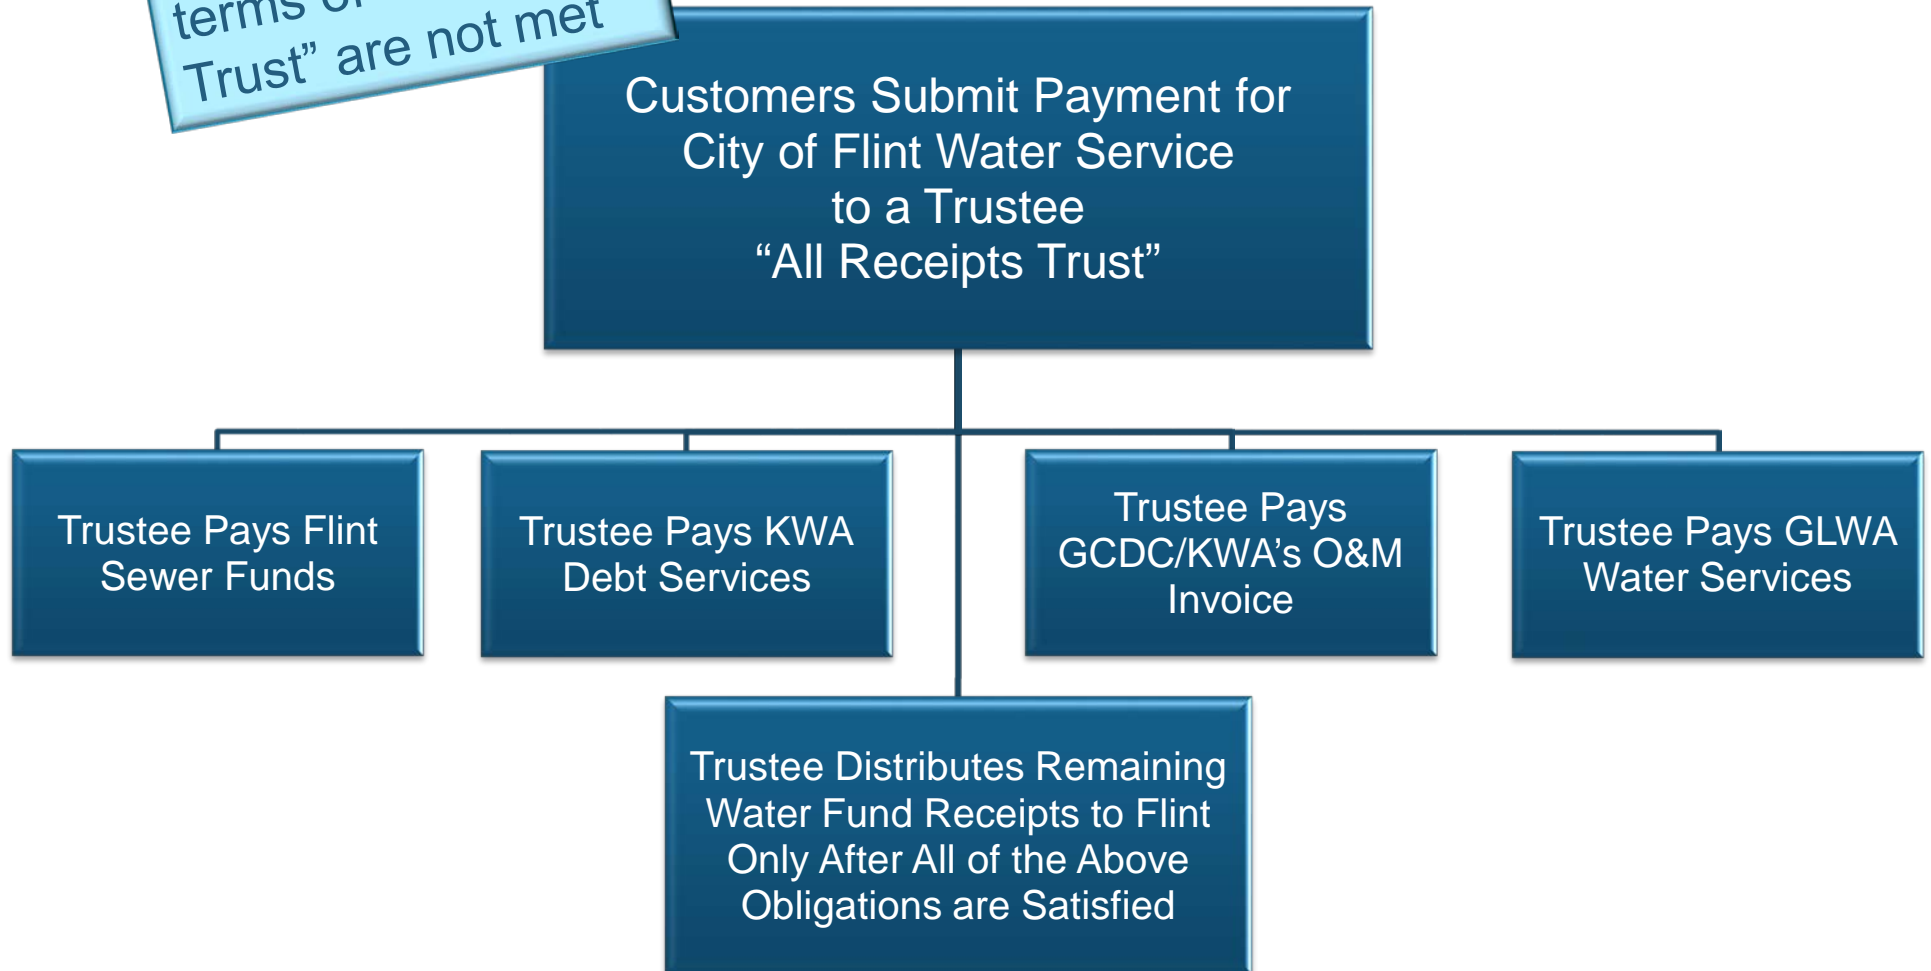 terms of
Trust” are not met
Customers Submit Payment for
City of Flint Water Service
to a Trustee
“All Receipts Trust”
Trustee Pays Flint
Sewer Funds
Trustee Pays KWA
Debt Services
Trustee Pays
GCDC/KWA’s O&M
Invoice
Trustee Pays GLWA
Water Services
Trustee Distributes Remaining
Water Fund Receipts to Flint
Only After All of the Above
Obligations are Satisfied